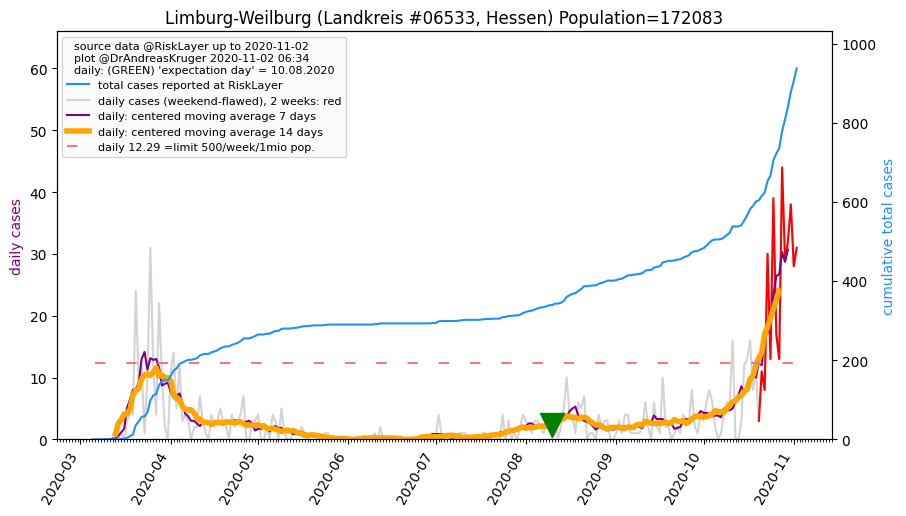 Limburg-Weilburg (Landkreis #06533, Hessen) Population=172083
source data @RiskLayer up to 2020-11-02
plot @DrAndreasKruger 2020-11-02 06:34
daily: (GREEN) 'expectation day' = 10.08.2020
total cases reported at RiskLayer
daily cases (weekend-flawed), 2 weeks: red
daily: centered moving average 7 days
daily: centered moving average 14 days
daily 12.29 =limit 500/week/1mio pop.
daily cases
60
50
40
30
20
10
0
cumulative total cases
1000
800
600
400
200
0
2020-03
2020-04
2020-05
2020-06
2020-07
2020-08
2020-09
2020-10
2020-11